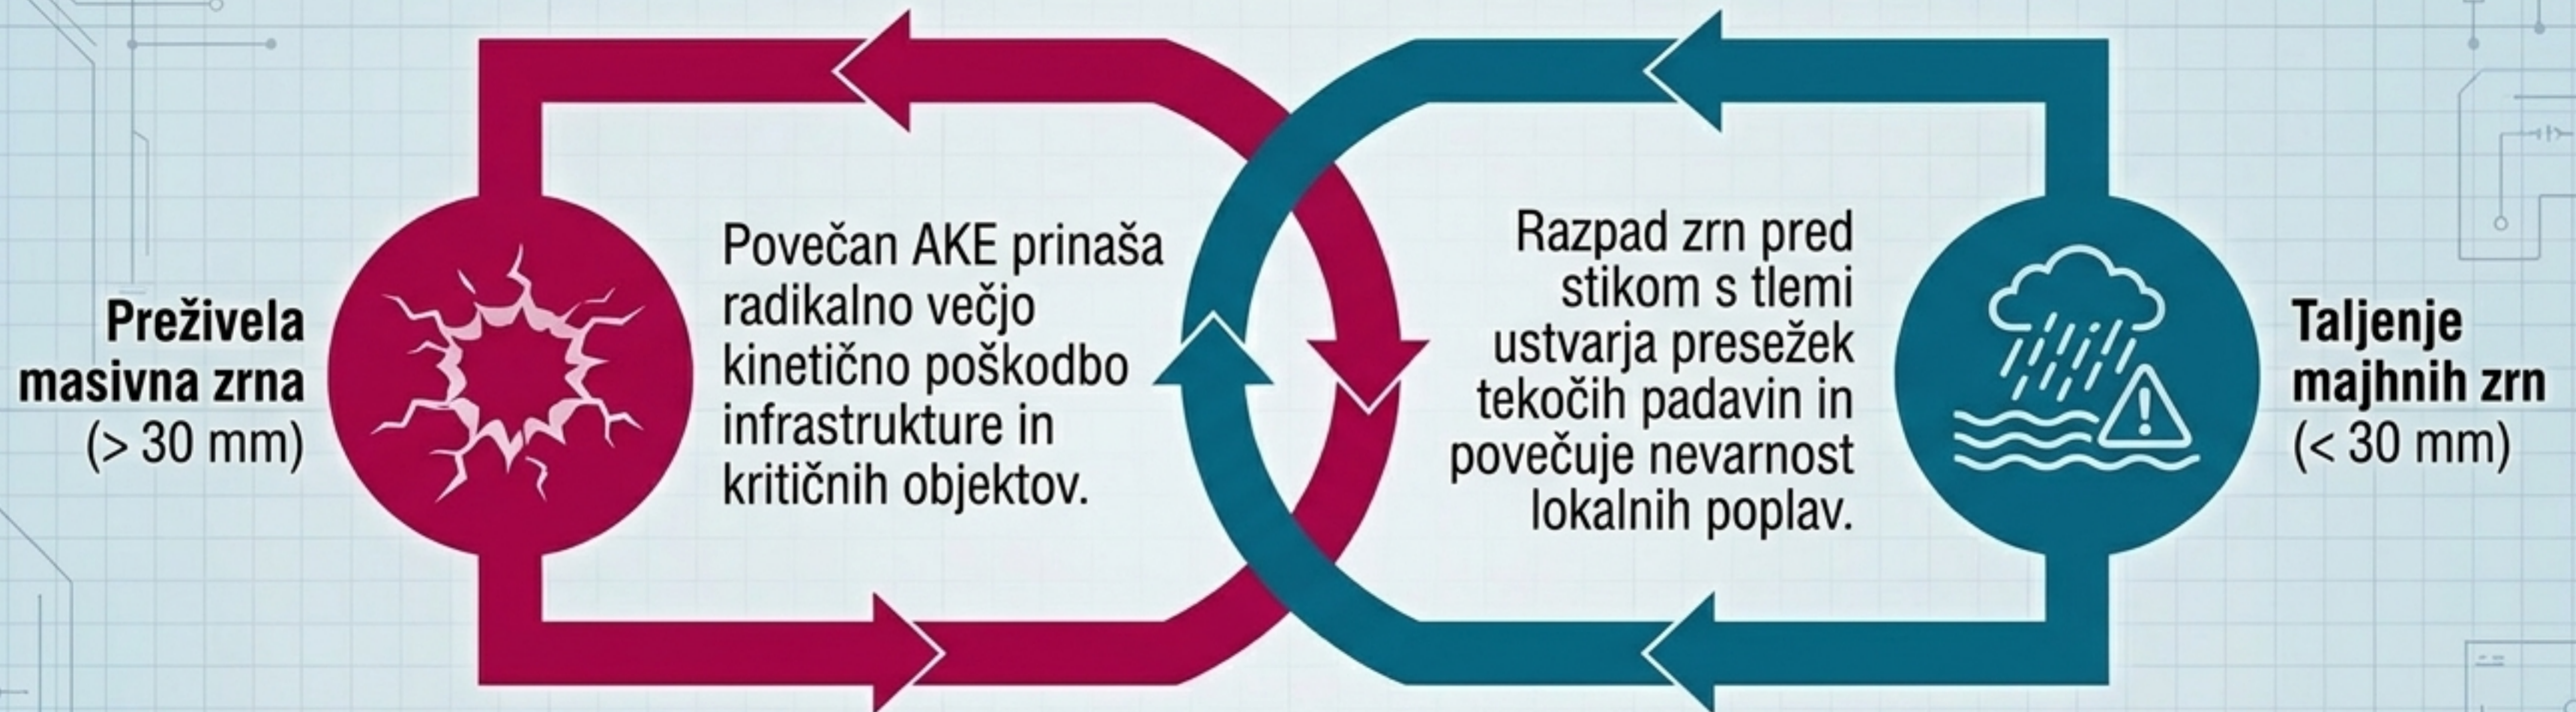 Preživela
masivna zrna
(> 30 mm)
Povečan AKE prinaša
radikalno večjo
kinetično poškodbo
infrastrukture in
kritičnih objektov.
Razpad zrn pred
stikom s tlemi
ustvarja presežek
tekočih padavin in
povečuje nevarnost
lokalnih poplav.
Taljenje
majhnih zrn
(< 30 mm)